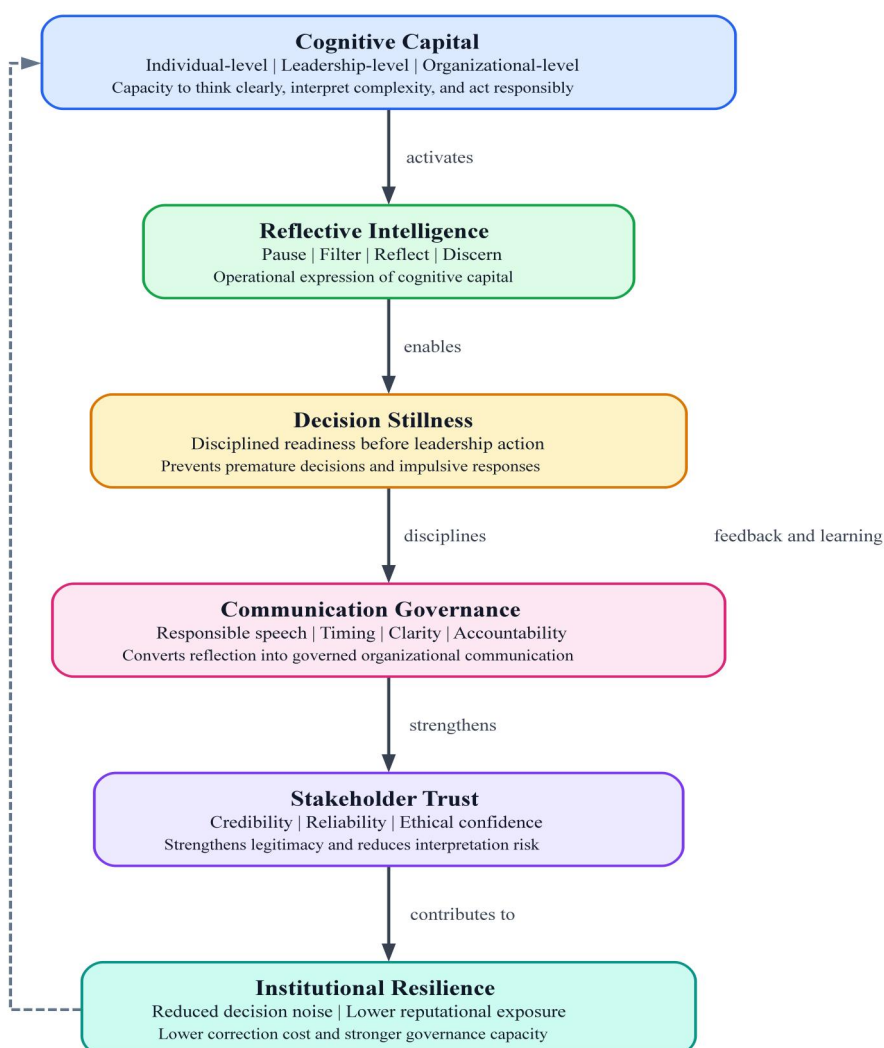 Cognitive Capital
Individual-level | Leadership-level | Organizational-level
Capacity to think clearly, interpret complexity, and act responsibly
activates
Reflective Intelligence
Pause | Filter | Reflect | Discern
Operational expression of cognitive capital
enables
Decision Stillness
Disciplined readiness before leadership action
Prevents premature decisions and impulsive responses
disciplines
feedback and learning
Communication Governance
Responsible speech | Timing | Clarity | Accountability
Converts reflection into governed organizational communication
strengthens
Stakeholder Trust
Credibility | Reliability | Ethical confidence
Strengthens legitimacy and reduces interpretation risk
contributes to
Institutional Resilience
Reduced decision noise | Lower reputational exposure
Lower correction cost and stronger governance capacity